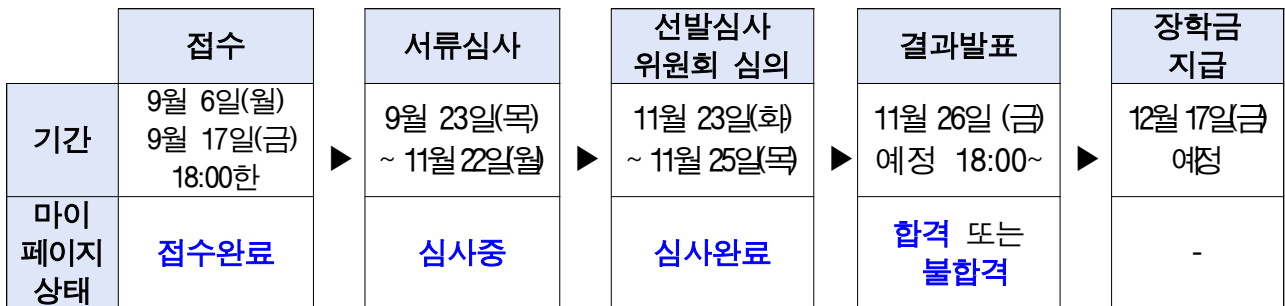 접수
서류심사
선발심사
위원회 심의
결과발표
장학금
지급
기간
9월 6일(월)
9월 17일(금)
18:00한
▶
9월 23일(목)
~ 11월 22일(월)
▶
11월 23일(화)
~ 11월 25일(목)
▶
11월 26일 (금)
예정 18:00~
▶
12월 17일(금)
예정
마이
페이지
상태
접수완료
심사중
심사완료
합격 또는
불합격
-